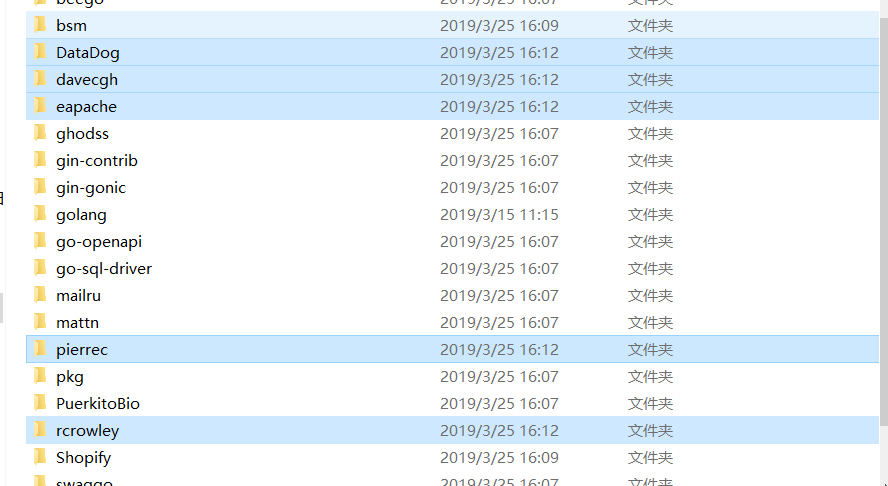 beego 2019/3/25 16:07 文件夹
bsm 2019/3/25 16:09 文件夹
DataDog 2019/3/25 16:12 文件夹
davecgh 2019/3/25 16:12 文件夹
eapache 2019/3/25 16:12 文件夹
ghodss 2019/3/25 16:07 文件夹
gin-contrib 2019/3/25 16:07 文件夹
gin-gonic 2019/3/25 16:07 文件夹
golang 2019/3/15 11:15 文件夹
go-openapi 2019/3/25 16:07 文件夹
go-sql-driver 2019/3/25 16:07 文件夹
mailru 2019/3/25 16:07 文件夹
mattn 2019/3/25 16:07 文件夹
pierrec 2019/3/25 16:12 文件夹
pkg 2019/3/25 16:07 文件夹
PuerkitoBio 2019/3/25 16:07 文件夹
rcrowley 2019/3/25 16:12 文件夹
Shopify 2019/3/25 16:09 文件夹
swaggo 2019/3/25 16:07 文件夹